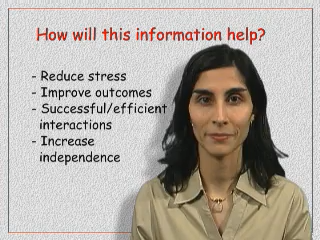 How will this information help?
- Reduce stress
- Improve outcomes
- Successful/efficient
interactions
- Increase
independence